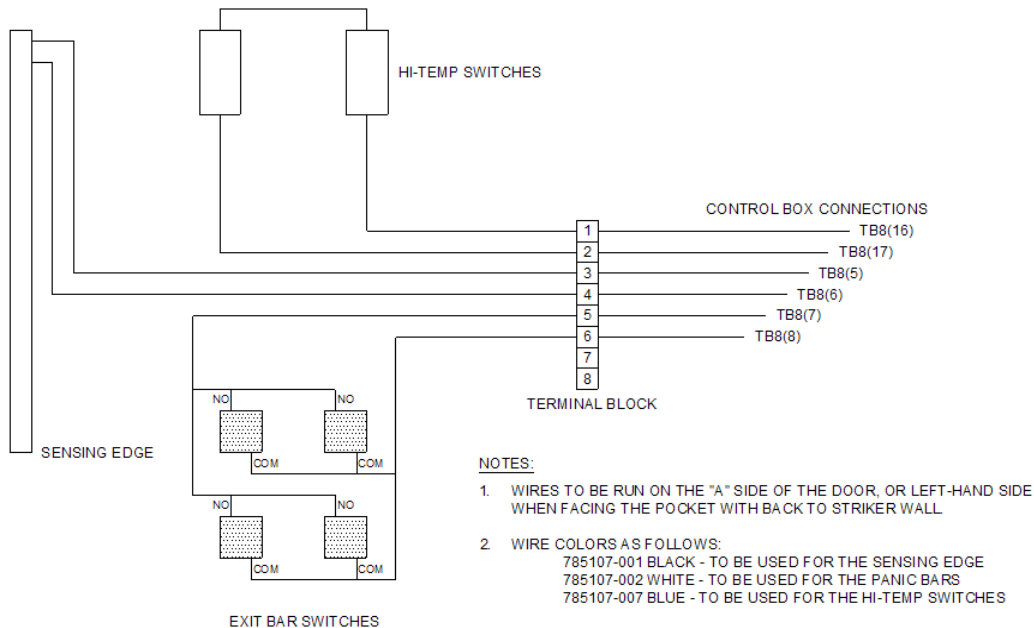 HI-TEMP SWITCHES
CONTROL BOX CONNECTIONS
1 TB8(16)
2 TB8(17)
3 TB8(5)
4 TB8(6)
5 TB8(7)
6 TB8(8)
7
8
TERMINAL BLOCK
NO NO
COM COM
NO NO
COM COM
SENSING EDGE
EXIT BAR SWITCHES
NOTES:
1. WIRES TO BE RUN ON THE "A" SIDE OF THE DOOR, OR LEFT-HAND SIDE
WHEN FACING THE POCKET WITH BACK TO STRIKER WALL
2. WIRE COLORS AS FOLLOWS:
785107-001 BLACK - TO BE USED FOR THE SENSING EDGE
785107-002 WHITE - TO BE USED FOR THE PANIC BARS
785107-007 BLUE - TO BE USED FOR THE HI-TEMP SWITCHES